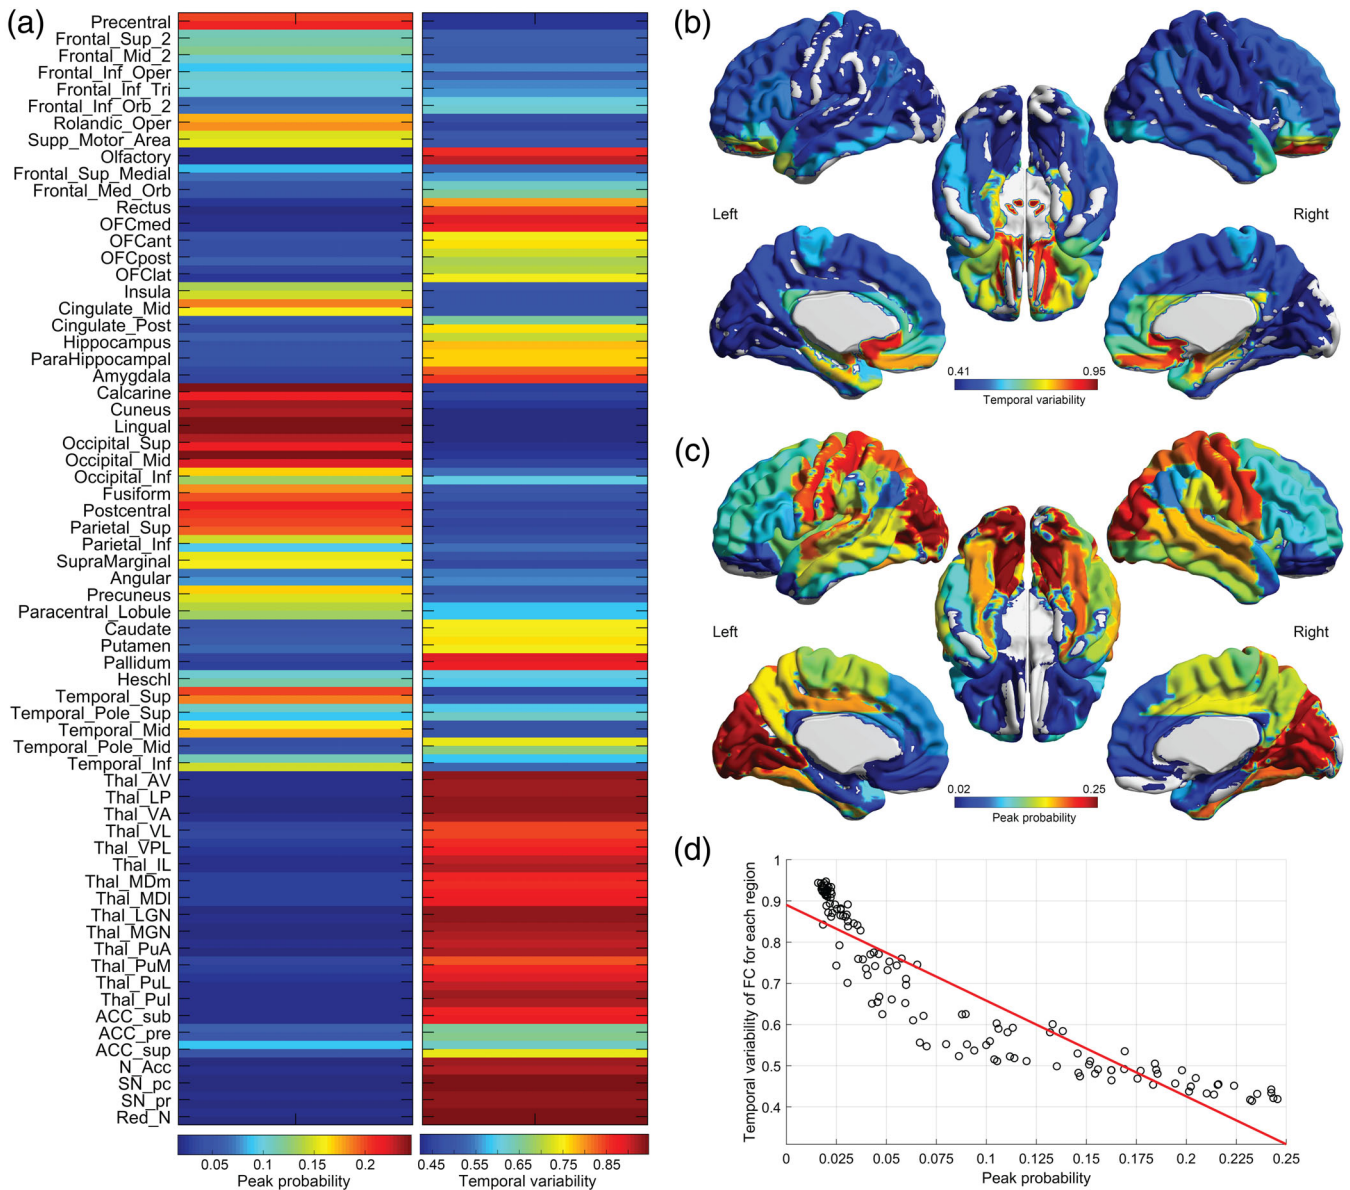 (a)
Precentral
Frontal_Sup_2
Frontal_Mid_2
Frontal_Inf_Oper
Frontal_Inf_Tri
Frontal_Inf_Orb_2
Rolandic_Oper
Supp_Motor_Area
Olfactory
Frontal_Sup_Medial
Frontal_Med_Orb
Rectus
OFCmed
OFCant
OFCpost
OFClat
Insula
Cingulate_Mid
Cingulate_Post
Hippocampus
ParaHippocampal
Amygdala
Calcarine
Cuneus
Lingual
Occipital_Sup
Occipital_Mid
Occipital_Inf
Fusiform
Postcentral
Parietal_Sup
Parietal_Inf
SupraMarginal
Angular
Precuneus
Paracentral_Lobule
Caudate
Putamen
Pallidum
Heschl
Temporal_Sup
Temporal_Pole_Sup
Temporal_Mid
Temporal_Pole_Mid
Temporal_Inf
Thal_AV
Thal_LP
Thal_VA
Thal_VL
Thal_VPL
Thal_IL
Thal_MDm
Thal_MDl
Thal_LGN
Thal_MGN
Thal_PuA
Thal_PuM
Thal_PuL
Thal_PuI
ACC_sub
ACC_pre
ACC_sup
N_Acc
SN_pc
SN_pr
Red_N
0.05 0.1 0.15 0.2
Peak probability
0.45 0.55 0.65 0.75 0.85
Temporal variability
(b)
Left
Right
0.41 0.95
Temporal variability
(c)
Left
Right
0.02 0.25
Peak probability
(d)
Temporal variability of FC for each region
1
0.9
0.8
0.7
0.6
0.5
0.4
0 0.025 0.05 0.075 0.1 0.125 0.15 0.175 0.2 0.225 0.25
Peak probability